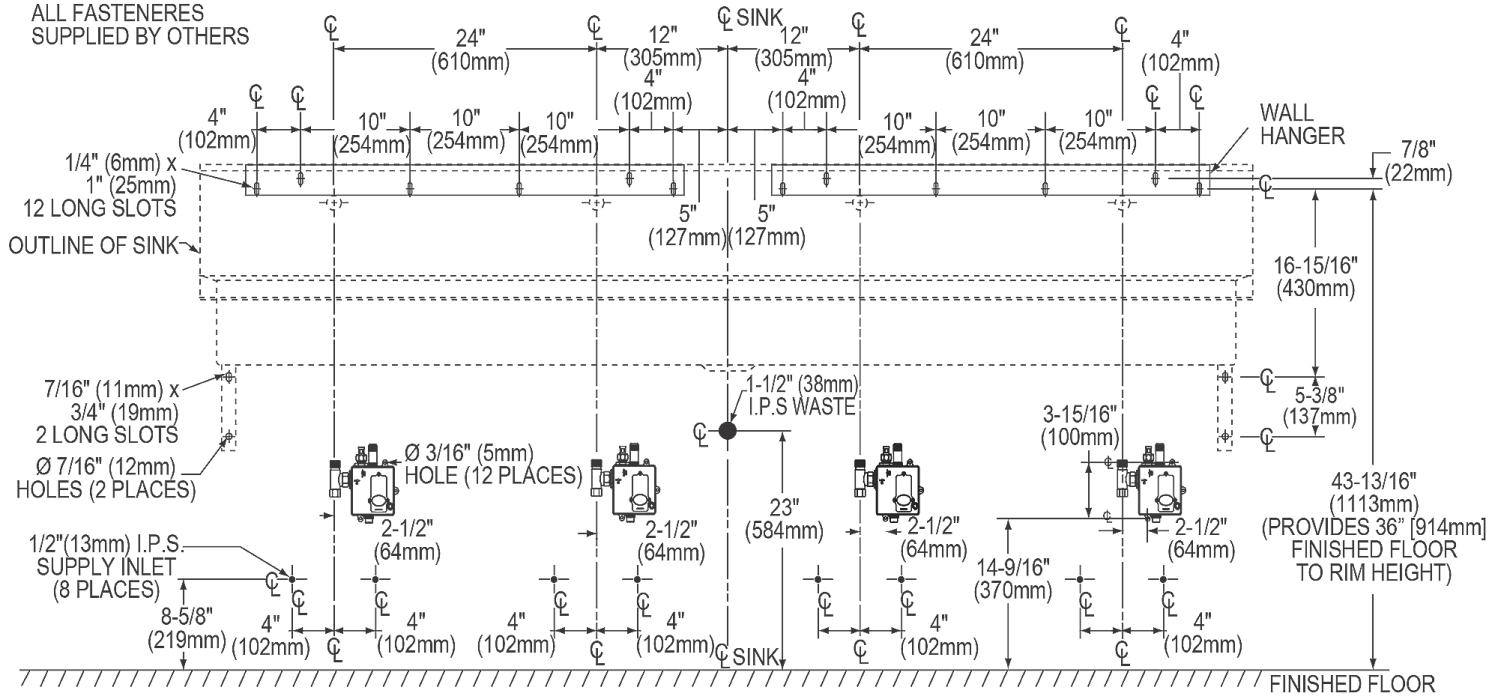 ALL FASTENERES
SUPPLIED BY OTHERS
℄
℄
℄ SINK
℄
℄
24"
(610mm)
12"
(305mm)
12"
(305mm)
24"
(610mm)
4"
(102mm)
4"
(102mm)
4"
(102mm)
℄
℄
℄
℄
4"
(102mm)
10"
(254mm)
10"
(254mm)
10"
(254mm)
10"
(254mm)
10"
(254mm)
10"
(254mm)
WALL
HANGER
7/8"
(22mm)
1/4" (6mm) x
1" (25mm)
12 LONG SLOTS
℄
5"
(127mm)
5"
(127mm)
OUTLINE OF SINK
16-15/16"
(430mm)
7/16" (11mm) x
3/4" (19mm)
2 LONG SLOTS
1-1/2" (38mm)
I.P.S WASTE
℄
℄
5-3/8"
(137mm)
℄
3-15/16"
(100mm)
Ø 7/16" (12mm)
HOLES (2 PLACES)
Ø 3/16" (5mm)
HOLE (12 PLACES)
℄
℄
23"
(584mm)
43-13/16"
(1113mm)
(PROVIDES 36" [914mm]
FINISHED FLOOR
TO RIM HEIGHT)
2-1/2"
(64mm)
2-1/2"
(64mm)
2-1/2"
(64mm)
2-1/2"
(64mm)
1/2"(13mm) I.P.S.
SUPPLY INLET
(8 PLACES)
14-9/16"
(370mm)
℄
℄
℄
℄
℄
℄
℄
℄
℄
8-5/8"
(219mm)
4"
(102mm)
4"
(102mm)
4"
(102mm)
4"
(102mm)
4"
(102mm)
4"
(102mm)
℄
℄
℄ SINK
℄
℄
FINISHED FLOOR